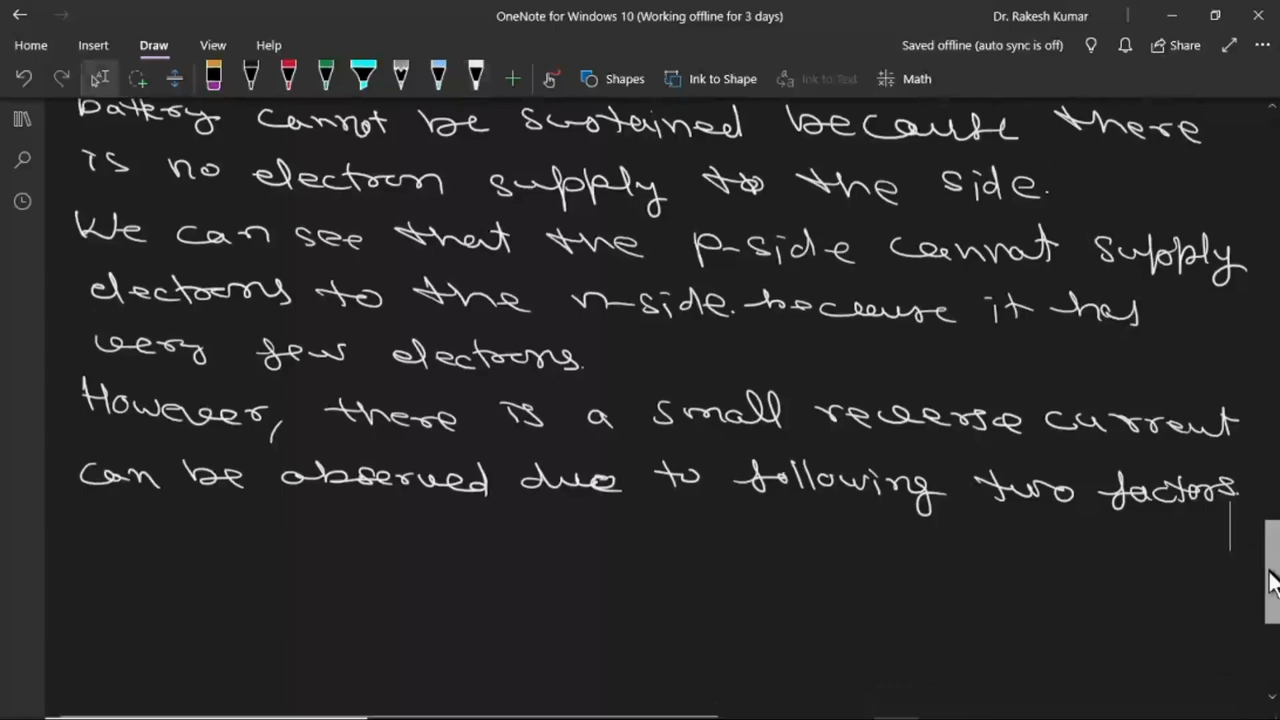 OneNote for Windows 10 (Working offline for 3 days)
Dr. Rakesh Kumar
Home Insert Draw View Help
Saved offline (auto sync is off)
Share
Shapes
Ink to Shape
Ink to Text
Math
Battery cannot be sustained because there
is no electron supply to the side.
We can see that the p-side cannot supply
electrons to the n-side. because it has
very few electrons.
However, there is a small reverse current
can be observed due to following two factors.